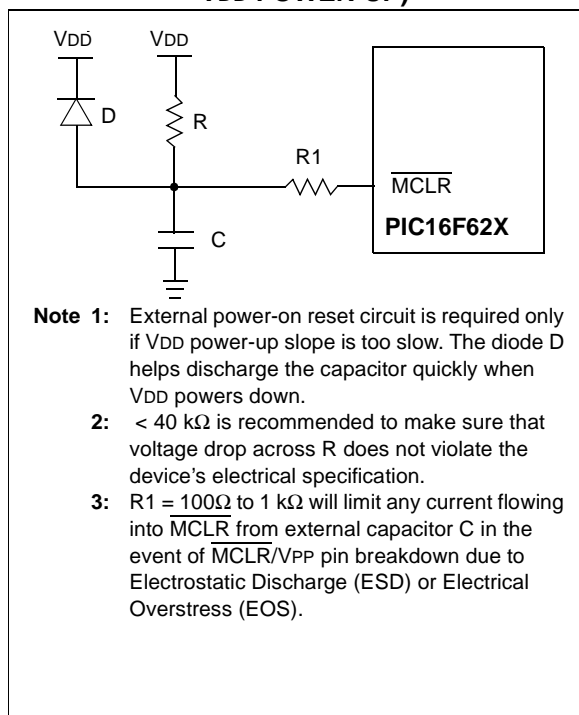 VDD POWER-UP)
VDD VDD
D
R
R1
MCLR
PIC16F62X
C
Note 1: External power-on reset circuit is required only
if VDD power-up slope is too slow. The diode D
helps discharge the capacitor quickly when
VDD powers down.
2: < 40 kΩ is recommended to make sure that
voltage drop across R does not violate the
device's electrical specification.
3: R1 = 100Ω to 1 kΩ will limit any current flowing
into MCLR from external capacitor C in the
event of MCLR/VPP pin breakdown due to
Electrostatic Discharge (ESD) or Electrical
Overstress (EOS).